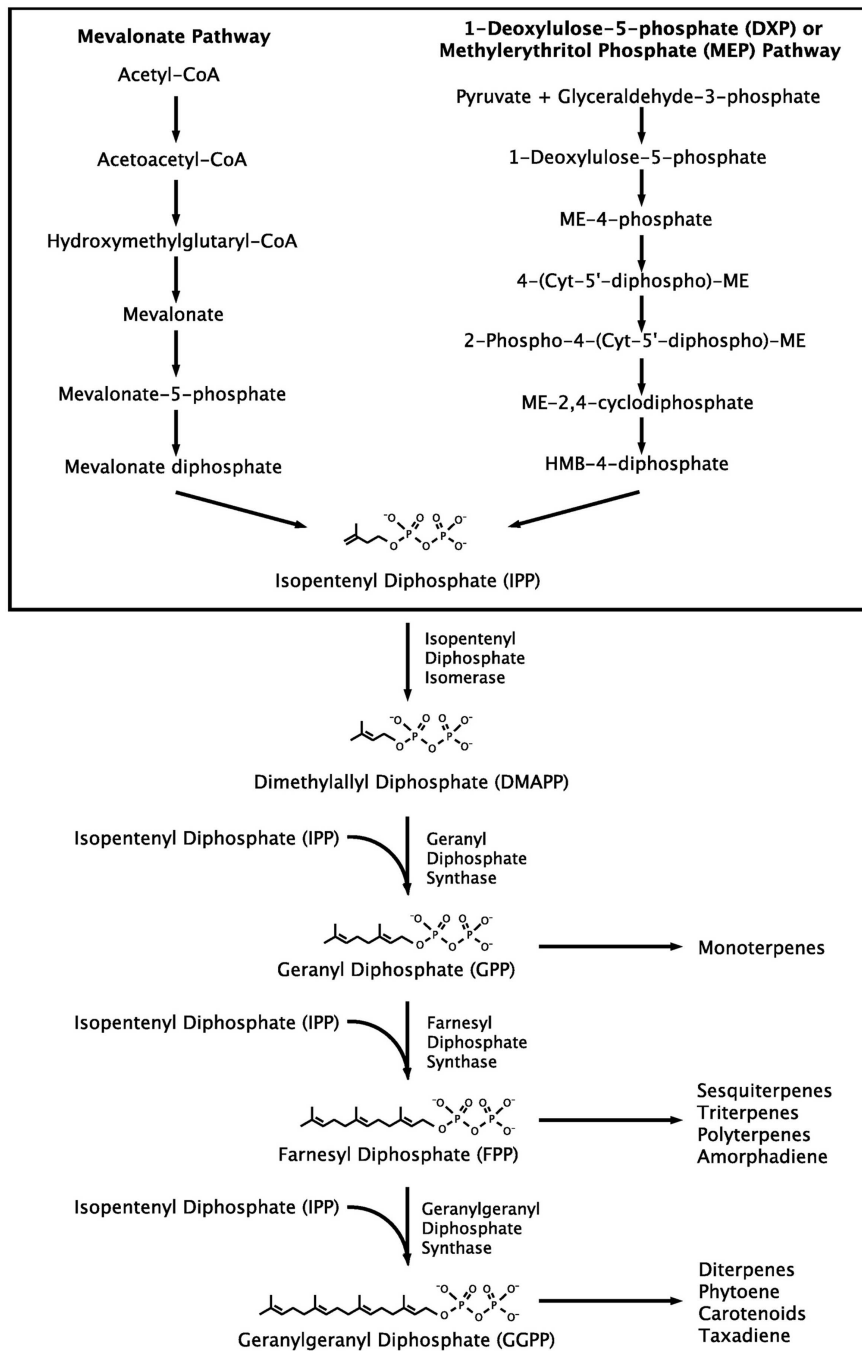 Mevalonate Pathway
Acetyl-CoA
Acetoacetyl-CoA
Hydroxymethylglutaryl-CoA
Mevalonate
Mevalonate-5-phosphate
Mevalonate diphosphate
1-Deoxylulose-5-phosphate (DXP) or
Methylerythritol Phosphate (MEP) Pathway
Pyruvate + Glyceraldehyde-3-phosphate
1-Deoxylulose-5-phosphate
ME-4-phosphate
4-(Cyt-5'-diphospho)-ME
2-Phospho-4-(Cyt-5'-diphospho)-ME
ME-2,4-cyclodiphosphate
HMB-4-diphosphate
⁻O O O O⁻
P P
O O O⁻
Isopentenyl Diphosphate (IPP)
Isopentenyl
Diphosphate
Isomerase
⁻O O O O⁻
P P
O O O⁻
Dimethylallyl Diphosphate (DMAPP)
Isopentenyl Diphosphate (IPP)
Geranyl
Diphosphate
Synthase
⁻O O O O⁻
P P
O O O⁻
Geranyl Diphosphate (GPP)
Monoterpenes
Isopentenyl Diphosphate (IPP)
Farnesyl
Diphosphate
Synthase
⁻O O O O⁻
P P
O O O⁻
Farnesyl Diphosphate (FPP)
Sesquiterpenes
Triterpenes
Polyterpenes
Amorphadiene
Isopentenyl Diphosphate (IPP)
Geranylgeranyl
Diphosphate
Synthase
⁻O O O O⁻
P P
O O O⁻
Geranylgeranyl Diphosphate (GGPP)
Diterpenes
Phytoene
Carotenoids
Taxadiene